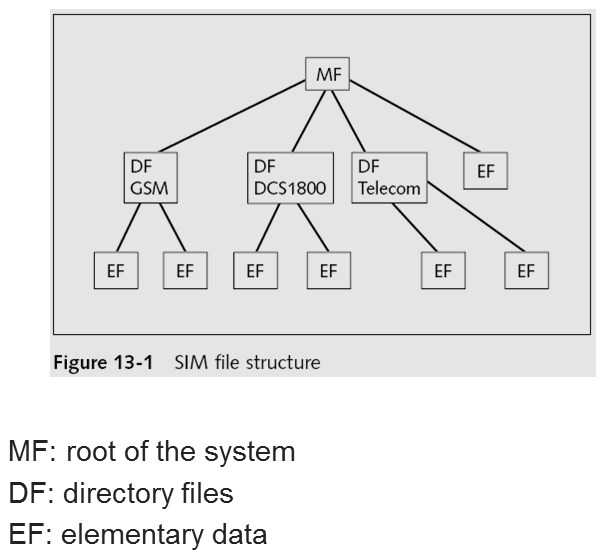 MF
DF
GSM
DF
DCS1800
DF
Telecom
EF
EF
EF
EF
EF
EF
EF
Figure 13-1 SIM file structure
MF: root of the system
DF: directory files
EF: elementary data